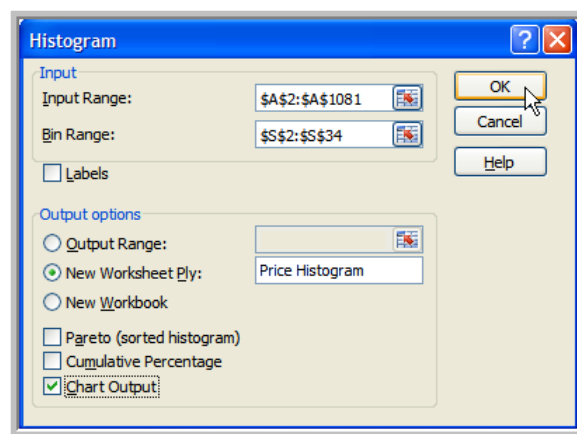 Histogram
Input
Input Range: $A$2:$A$1081
Bin Range: $S$2:$S$34
Labels
OK
Cancel
Help
Output options
Output Range:
New Worksheet Ply: Price Histogram
New Workbook
Pareto (sorted histogram)
Cumulative Percentage
Chart Output